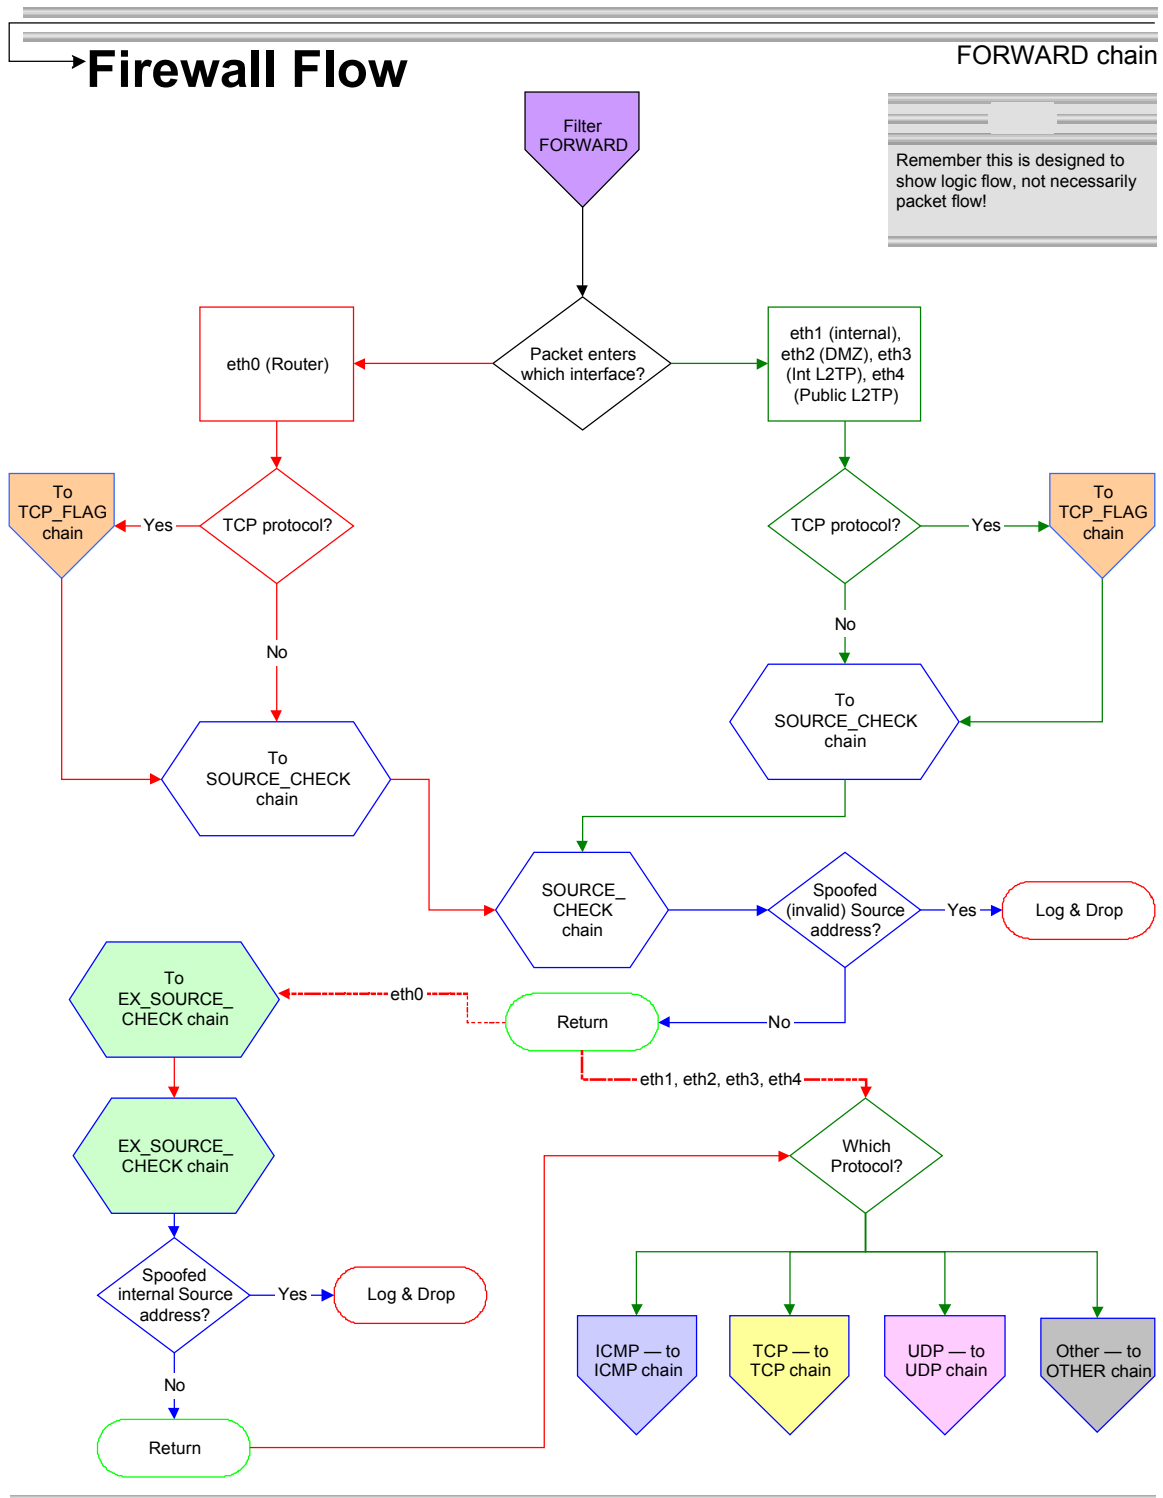 Firewall Flow
FORWARD chain
Filter
FORWARD
Remember this is designed to
show logic flow, not necessarily
packet flow!
eth0 (Router)
Packet enters
which interface?
eth1 (internal),
eth2 (DMZ), eth3
(Int L2TP), eth4
(Public L2TP)
To
TCP_FLAG
chain
Yes
TCP protocol?
TCP protocol?
Yes
To
TCP_FLAG
chain
No
No
To
SOURCE_CHECK
chain
To
SOURCE_CHECK
chain
SOURCE_
CHECK
chain
Spoofed
(invalid) Source
address?
Yes
Log & Drop
To
EX_SOURCE_
CHECK chain
eth0
Return
No
eth1, eth2, eth3, eth4
EX_SOURCE_
CHECK chain
Which
Protocol?
Spoofed
internal Source
address?
Yes
Log & Drop
ICMP — to
ICMP chain
TCP — to
TCP chain
UDP — to
UDP chain
Other — to
OTHER chain
No
Return